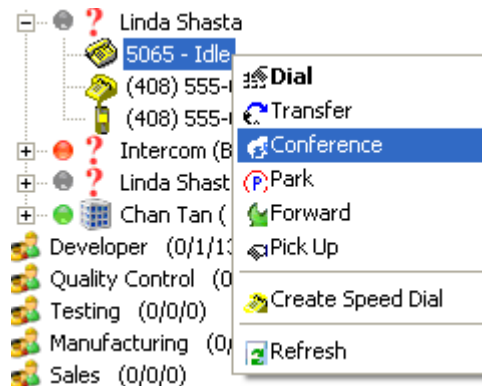 Linda Shasta
5065 - Idle
(408) 555-
(408) 555-
Intercom (B
Linda Shast
Chan Tan (
Developer (0/1/13
Quality Control (0
Testing (0/0/0)
Manufacturing (0/
Sales (0/0/0)
Dial
Transfer
Conference
Park
Forward
Pick Up
Create Speed Dial
Refresh